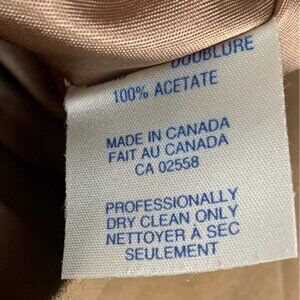 DOUBLURE
100% ACETATE
MADE IN CANADA
FAIT AU CANADA
CA 02558
PROFESSIONALLY
DRY CLEAN ONLY
NETTOYER À SEC
SEULEMENT